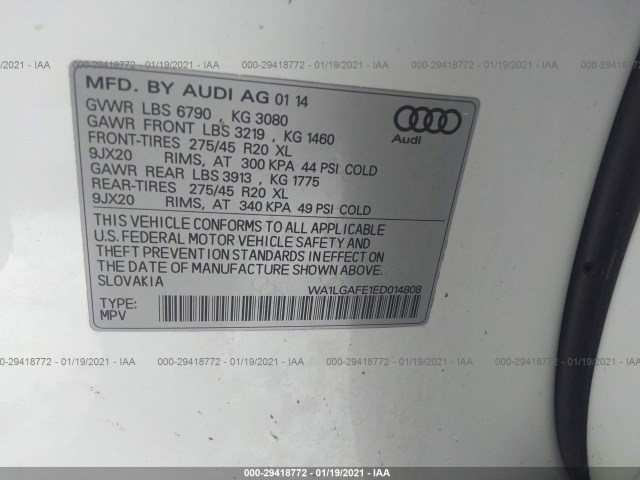 000-29418772 - 01/19/2021 - IAA 000-29418772 - 01/19/2021 - IAA 000-29418772 - 01/19/2021 - IAA
MFD. BY AUDI AG 01 14
GVWR LBS 6790 , KG 3080
GAWR FRONT LBS 3219 , KG 1460
FRONT-TIRES 275/45 R20 XL
9JX20 RIMS, AT 300 KPA 44 PSI COLD
GAWR REAR LBS 3913 , KG 1775
REAR-TIRES 275/45 R20 XL
9JX20 RIMS, AT 340 KPA 49 PSI COLD
Audi
THIS VEHICLE CONFORMS TO ALL APPLICABLE
U.S. FEDERAL MOTOR VEHICLE SAFETY AND
THEFT PREVENTION STANDARDS IN EFFECT ON
THE DATE OF MANUFACTURE SHOWN ABOVE.
SLOVAKIA
WA1LGAFE1ED014808
TYPE:
MPV
000-29418772 - 01/19/2021 - IAA 000-29418772 - 01/19/2021 - IAA 000-29418772 - 01/19/2021 - IAA
000-29418772 - 01/19/2021 - IAA